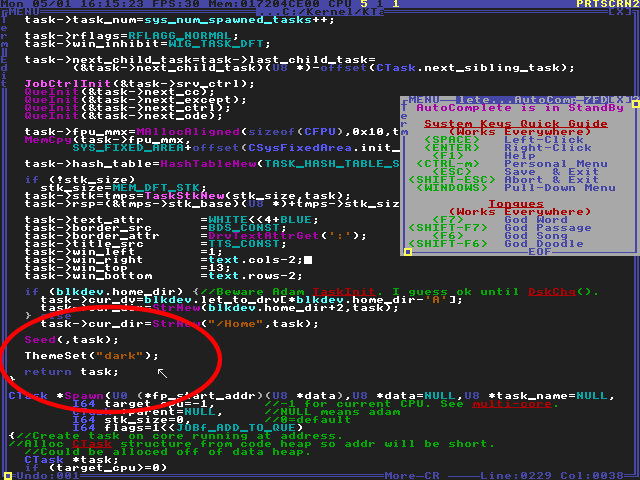 Mon 05/01 16:15:23 FPS:30 Mem:017204CE00 CPU 5 1 1 PRTSCRN2
MENU ...C:/Kernel/KTa [X]
task->task_num=sys_num_spawned_tasks++;
task->rflags=RFLAGG_NORMAL;
task->win_inhibit=WIG_TASK_DFT;
task->next_child_task=task->last_child_task=
(&task->next_child_task)(U8 *)-offset(CTask.next_sibling_task);
JobCtrlInit(&task->srv_ctrl);
QueInit(&task->next_cc);
QueInit(&task->next_except);
QueInit(&task->next_ctrl);
QueInit(&task->next_ode);
task->fpu_mmx=MAllocAligned(sizeof(CFPU),0x10,t
MemCpy(task->fpu_mmx,
SYS_FIXED_AREA+offset(CSysFixedArea.init_
task->hash_table=HashTableNew(TASK_HASH_TABLE_S
if (!stk_size)
stk_size=MEM_DFT_STK;
task->stk=tmps=TaskStkNew(stk_size,task);
task->rsp=(&tmps->stk_base)(U8 *)+tmps->stk_siz
task->text_attr =WHITE<<4+BLUE;
task->border_src =BDS_CONST;
task->border_attr =DrvTextAttrGet(':');
task->title_src =TTS_CONST;
task->win_left =1;
task->win_right =text.cols-2;
task->win_top =13;
task->win_bottom =text.rows-2;
if (blkdev.home_dir) {//Beware Adam TaskInit. I guess ok until DskChg().
task->cur_dv=blkdev.let_to_drv[*blkdev.home_dir-'A'];
task->cur_dir=StrNew(blkdev.home_dir+2,task);
} else
task->cur_dir=StrNew("/Home",task);
Seed(,task);
ThemeSet("dark");
return task;
}
CTask *Spawn(U0 (*fp_start_addr)(U8 *data),U8 *data=NULL,U8 *task_name=NULL,
I64 target_cpu=-1, //-1 for current CPU. See multi-core.
CTask *parent=NULL, //NULL means adam
I64 stk_size=0, //0=default
I64 flags=1<<JOBf_ADD_TO_QUE)
{//Create task on core running at address.
//Alloc CTask structure from code heap so addr will be short.
//Could be alloced off of data heap.
CTask *task;
if (target_cpu>=0)
Undo:001 More-CR Line:0229 Col:0038
MENU lete...AutoComp 7FD[X]
AutoComplete is in StandBy
System Keys Quick Guide
(Works Everywhere)
<SPACE> Left-Click
<ENTER> Right-Click
<F1> Help
<CTRL-m> Personal Menu
<ESC> Save & Exit
<SHIFT-ESC> Abort & Exit
<WINDOWS> Pull-Down Menu
Tongues
(Works Everywhere)
<F7> God Word
<SHIFT-F7> God Passage
<F6> God Song
<SHIFT-F6> God Doodle
EOF